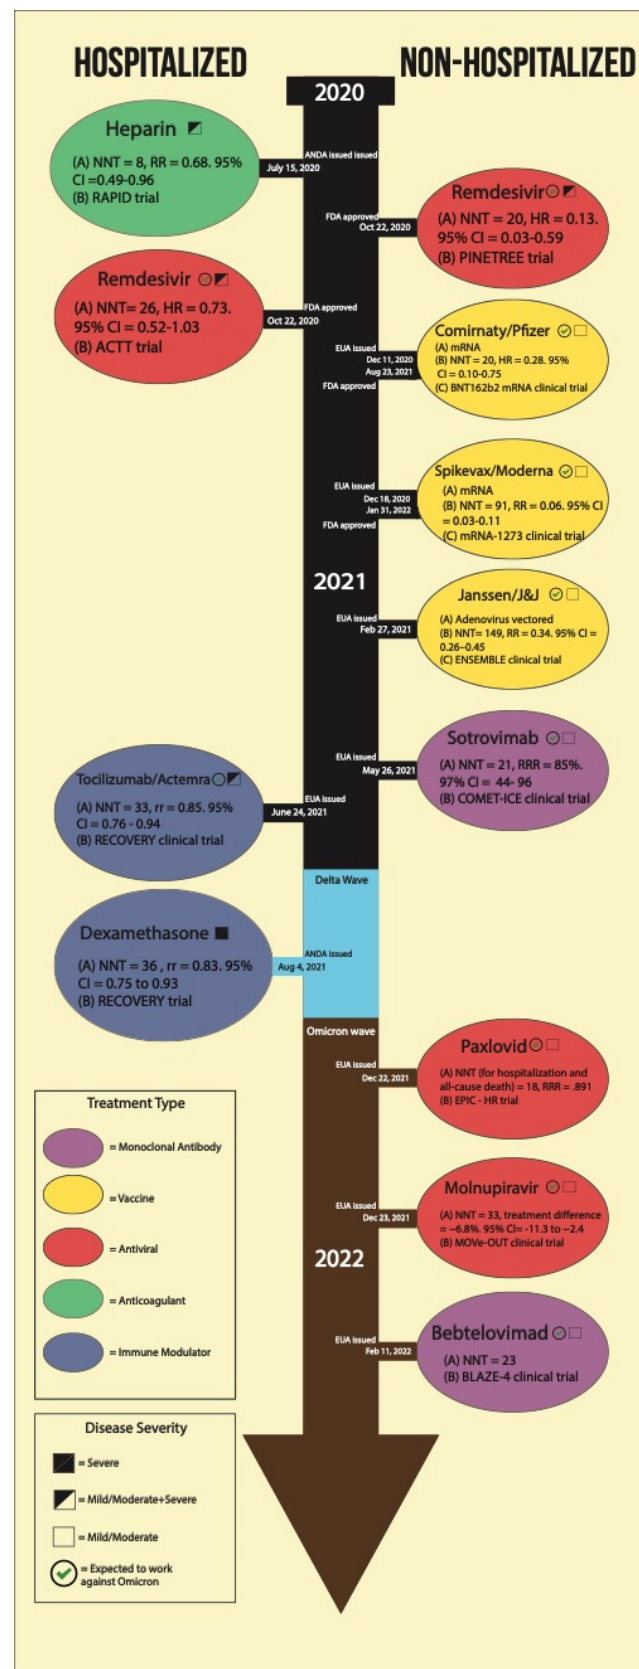 HOSPITALIZED
NON-HOSPITALIZED
2020
Heparin
(A) NNT = 8, RR = 0.68. 95%
CI =0.49-0.96
(B) RAPID trial
ANDA issued issued
July 15, 2020
Remdesivir
(A) NNT = 20, HR = 0.13.
95% CI = 0.03-0.59
(B) PINETREE trial
FDA approved
Oct 22, 2020
Remdesivir
(A) NNT= 26, HR = 0.73.
95% CI = 0.52-1.03
(B) ACTT trial
FDA approved
Oct 22, 2020
Comirnaty/Pfizer
(A) mRNA
(B) NNT = 20, HR = 0.28. 95%
CI = 0.10-0.75
(C) BNT162b2 mRNA clinical trial
EUA issued
Dec 11, 2020
Aug 23, 2021
FDA approved
Spikevax/Moderna
(A) mRNA
(B) NNT = 91, RR = 0.06. 95% CI
= 0.03-0.11
(C) mRNA-1273 clinical trial
EUA issued
Dec 18, 2020
Jan 31, 2022
FDA approved
2021
Janssen/J&J
(A) Adenovirus vectored
(B) NNT= 149, RR = 0.34. 95% CI =
0.26–0.45
(C) ENSEMBLE clinical trial
EUA issued
Feb 27, 2021
Sotrovimab
(A) NNT = 21, RRR = 85%.
97% CI = 44- 96
(B) COMET-ICE clinical trial
EUA issued
May 26, 2021
Tocilizumab/Actemra
(A) NNT = 33, rr = 0.85. 95%
CI = 0.76 - 0.94
(B) RECOVERY clinical trial
EUA issued
June 24, 2021
Delta Wave
Dexamethasone
(A) NNT = 36 , rr = 0.83. 95%
CI = 0.75 to 0.93
(B) RECOVERY trial
ANDA issued
Aug 4, 2021
Omicron wave
Paxlovid
(A) NNT (for hospitalization and
all-cause death) = 18, RRR = .891
(B) EPIC - HR trial
EUA issued
Dec 22, 2021
Molnupiravir
(A) NNT = 33, treatment difference
= −6.8%. 95% CI= -11.3 to −2.4
(B) MOVe-OUT clinical trial
EUA issued
Dec 23, 2021
2022
Bebtelovimad
(A) NNT = 23
(B) BLAZE-4 clinical trial
EUA issued
Feb 11, 2022
Treatment Type
= Monoclonal Antibody
= Vaccine
= Antiviral
= Anticoagulant
= Immune Modulator
Disease Severity
= Severe
= Mild/Moderate+Severe
= Mild/Moderate
= Expected to work
against Omicron